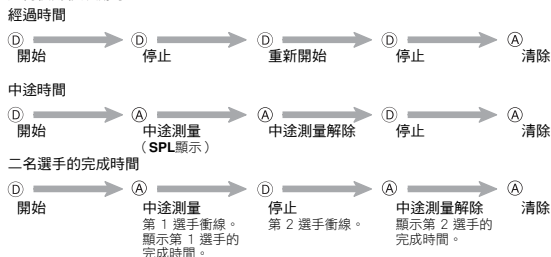 經過時間
Ⓓ Ⓓ Ⓓ Ⓓ Ⓐ
開始 停止 重新開始 停止 清除
中途時間
Ⓓ Ⓐ Ⓐ Ⓓ Ⓐ
開始 中途測量 中途測量解除 停止 清除
（SPL顯示）
二名選手的完成時間
Ⓓ Ⓐ Ⓓ Ⓐ Ⓐ
開始 中途測量 停止 中途測量解除 清除
第 1 選手衝線。 第 2 選手衝線。 顯示第 2 選手的
顯示第 1 選手的 完成時間。
完成時間。